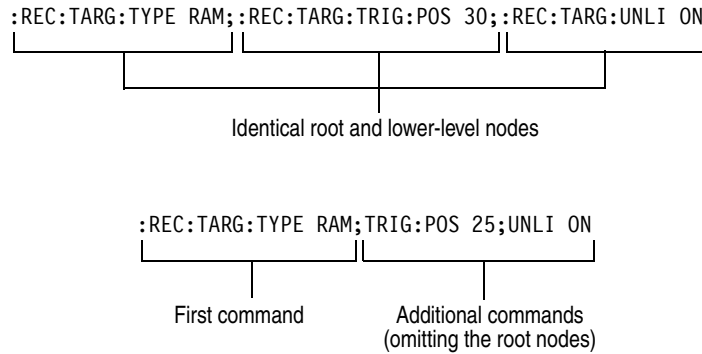 :REC:TARG:TYPE RAM;:REC:TARG:TRIG:POS 30;:REC:TARG:UNLI ON
Identical root and lower-level nodes
:REC:TARG:TYPE RAM;TRIG:POS 25;UNLI ON
First command
Additional commands
(omitting the root nodes)